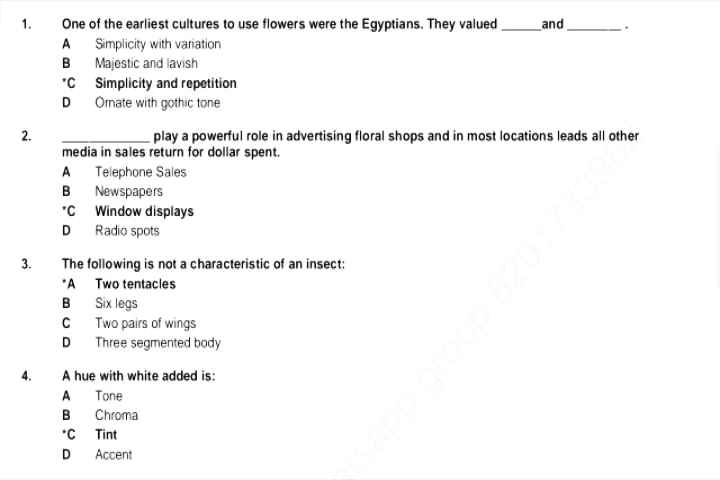 1. One of the earliest cultures to use flowers were the Egyptians. They valued ______and ________ .
A Simplicity with variation
B Majestic and lavish
*C Simplicity and repetition
D Ornate with gothic tone
2. _____________ play a powerful role in advertising floral shops and in most locations leads all other
media in sales return for dollar spent.
A Telephone Sales
B Newspapers
*C Window displays
D Radio spots
3. The following is not a characteristic of an insect:
*A Two tentacles
B Six legs
C Two pairs of wings
D Three segmented body
4. A hue with white added is:
A Tone
B Chroma
*C Tint
D Accent
group